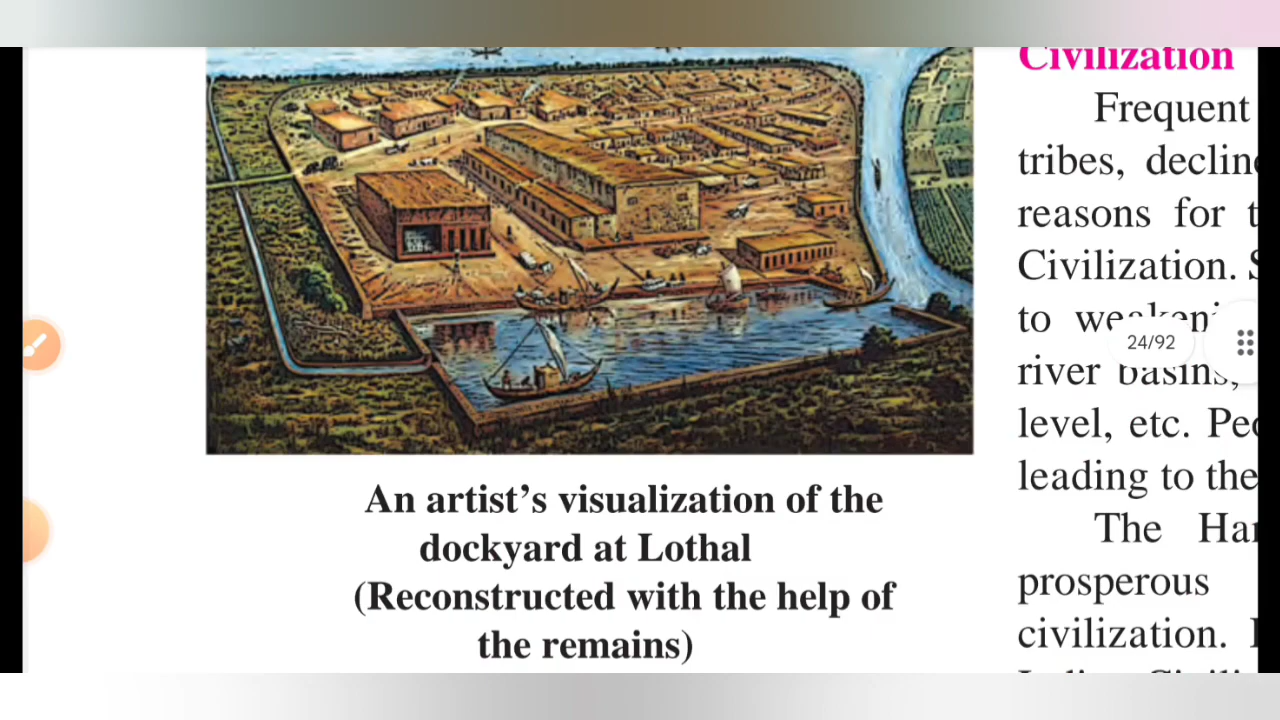 An artist's visualization of the
dockyard at Lothal
(Reconstructed with the help of
the remains)
Civilization
Frequent
tribes,
reasons for
Civilization.
to
river basins,
level, etc.
leading to the
The
prosperous
civilization.
24/92